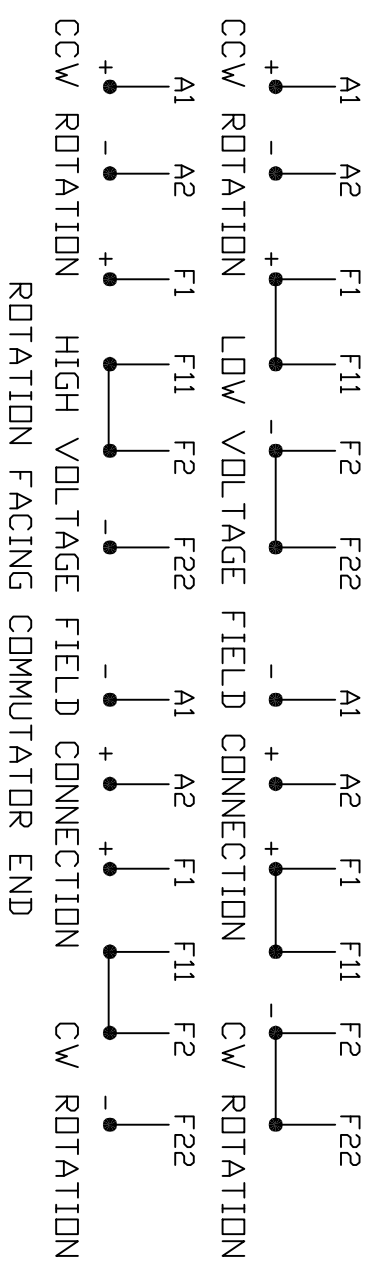 A1 A2 F1 F11 F2 F22 A1 A2 F1 F11 F2 F22
+ - + - - + + -
CCW ROTATION LOW VOLTAGE FIELD CONNECTION CW ROTATION
A1 A2 F1 F11 F2 F22 A1 A2 F1 F11 F2 F22
+ - + - - + + -
CCW ROTATION HIGH VOLTAGE FIELD CONNECTION CW ROTATION
ROTATION FACING COMMUTATOR END